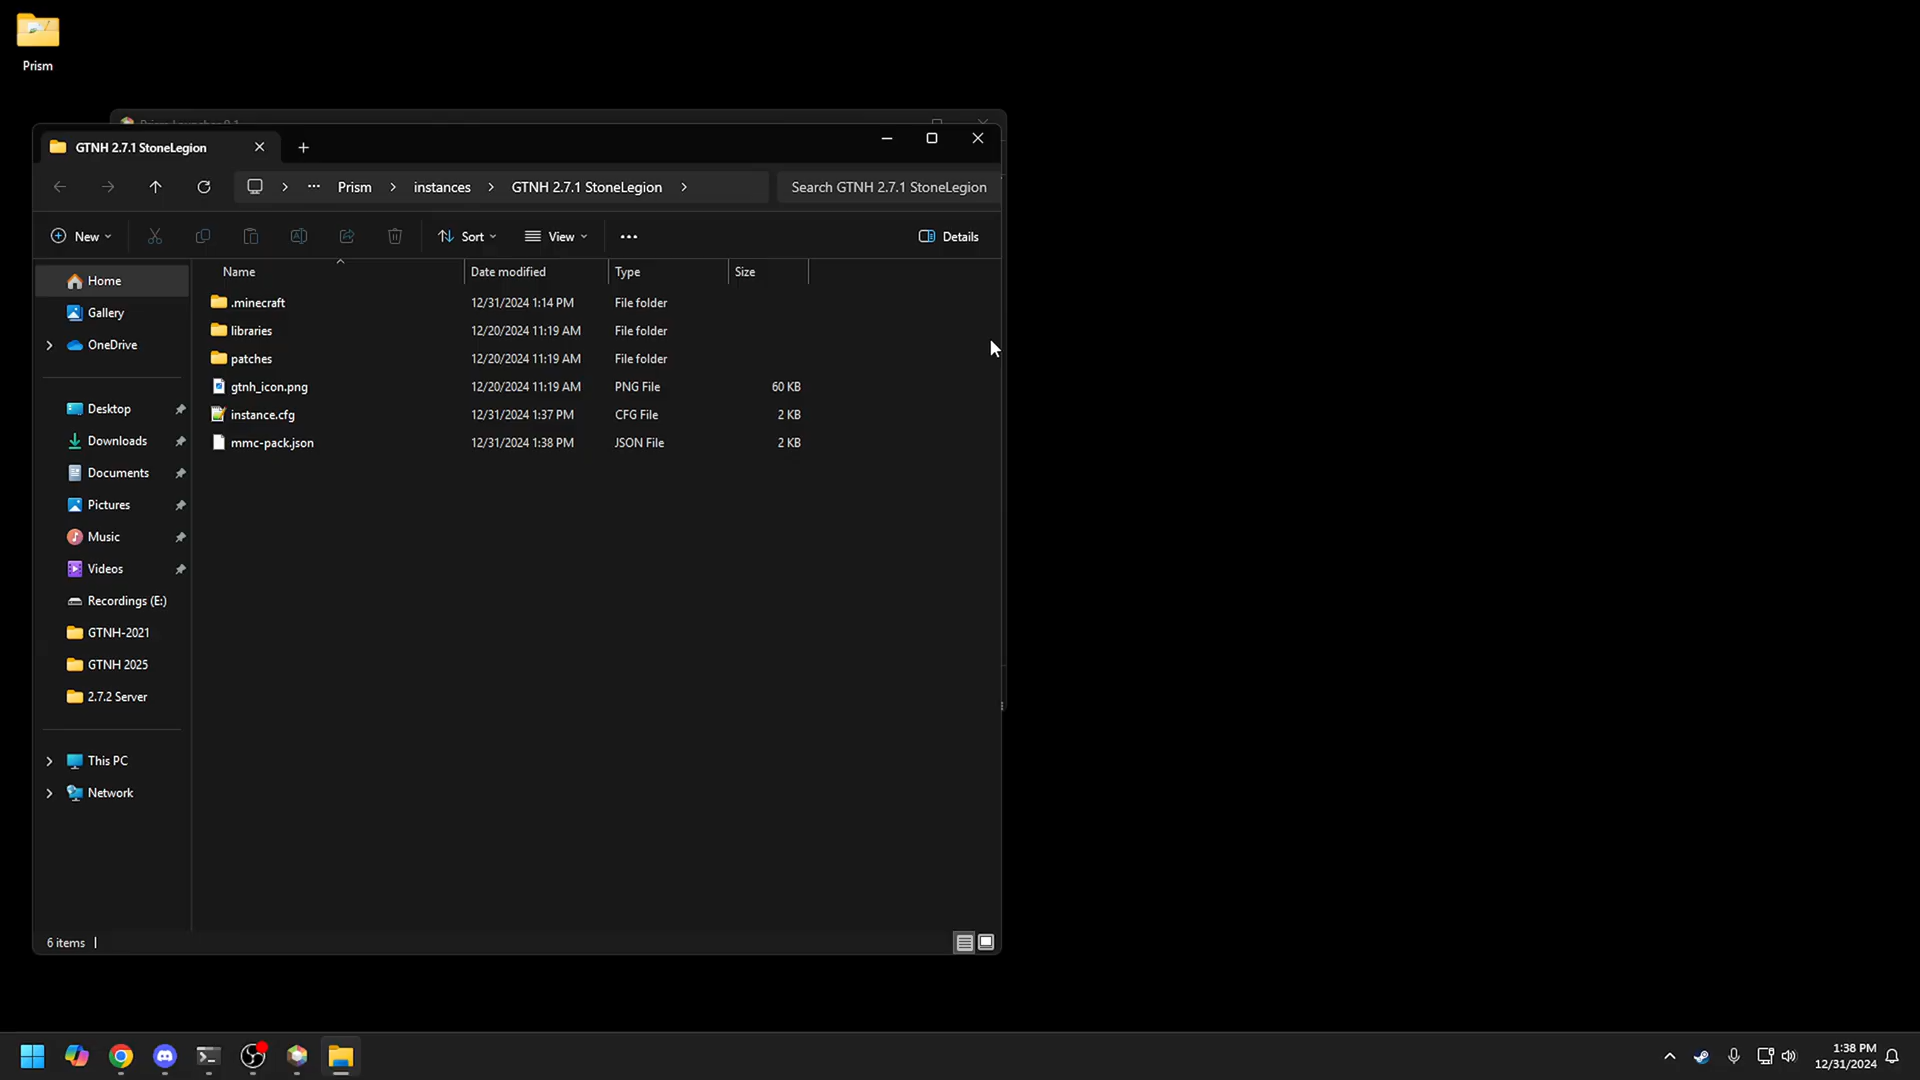 Prism
Prism Launcher 9.1
GTNH 2.7.1 StoneLegion
Prism
instances
GTNH 2.7.1 StoneLegion
Search GTNH 2.7.1 StoneLegion
New
Sort
View
Details
Name
Date modified
Type
Size
.minecraft
12/31/2024 1:14 PM
File folder
libraries
12/20/2024 11:19 AM
File folder
patches
12/20/2024 11:19 AM
File folder
gtnh_icon.png
12/20/2024 11:19 AM
PNG File
60 KB
instance.cfg
12/31/2024 1:37 PM
CFG File
2 KB
mmc-pack.json
12/31/2024 1:38 PM
JSON File
2 KB
Home
Gallery
OneDrive
Desktop
Downloads
Documents
Pictures
Music
Videos
Recordings (E:)
GTNH-2021
GTNH 2025
2.7.2 Server
This PC
Network
6 items
1:38 PM
12/31/2024